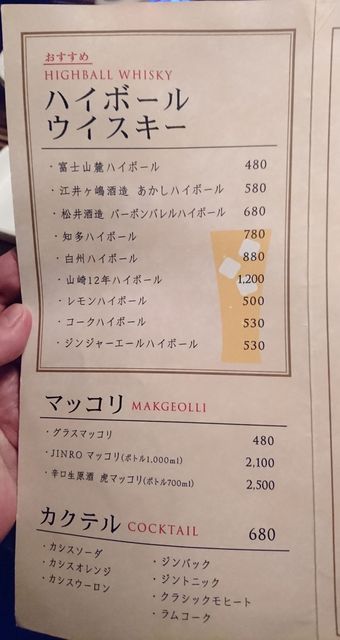 おすすめ
HIGHBALL WHISKY
ハイボール
ウイスキー
・富士山麓ハイボール 480
・江井ヶ嶋酒造 あかしハイボール 580
・松井酒造 バーボンバレルハイボール 680
・知多ハイボール 780
・白州ハイボール 880
・山崎12年ハイボール 1,200
・レモンハイボール 500
・コークハイボール 530
・ジンジャーエールハイボール 530
マッコリ MAKGEOLLI
・グラスマッコリ 480
・JINRO マッコリ(ボトル1,000ml) 2,100
・辛口生原酒 虎マッコリ(ボトル700ml) 2,500
カクテル COCKTAIL 680
・カシスソーダ
・カシスオレンジ
・カシスウーロン
・ジンバック
・ジントニック
・クラシックモヒート
・ラムコーク